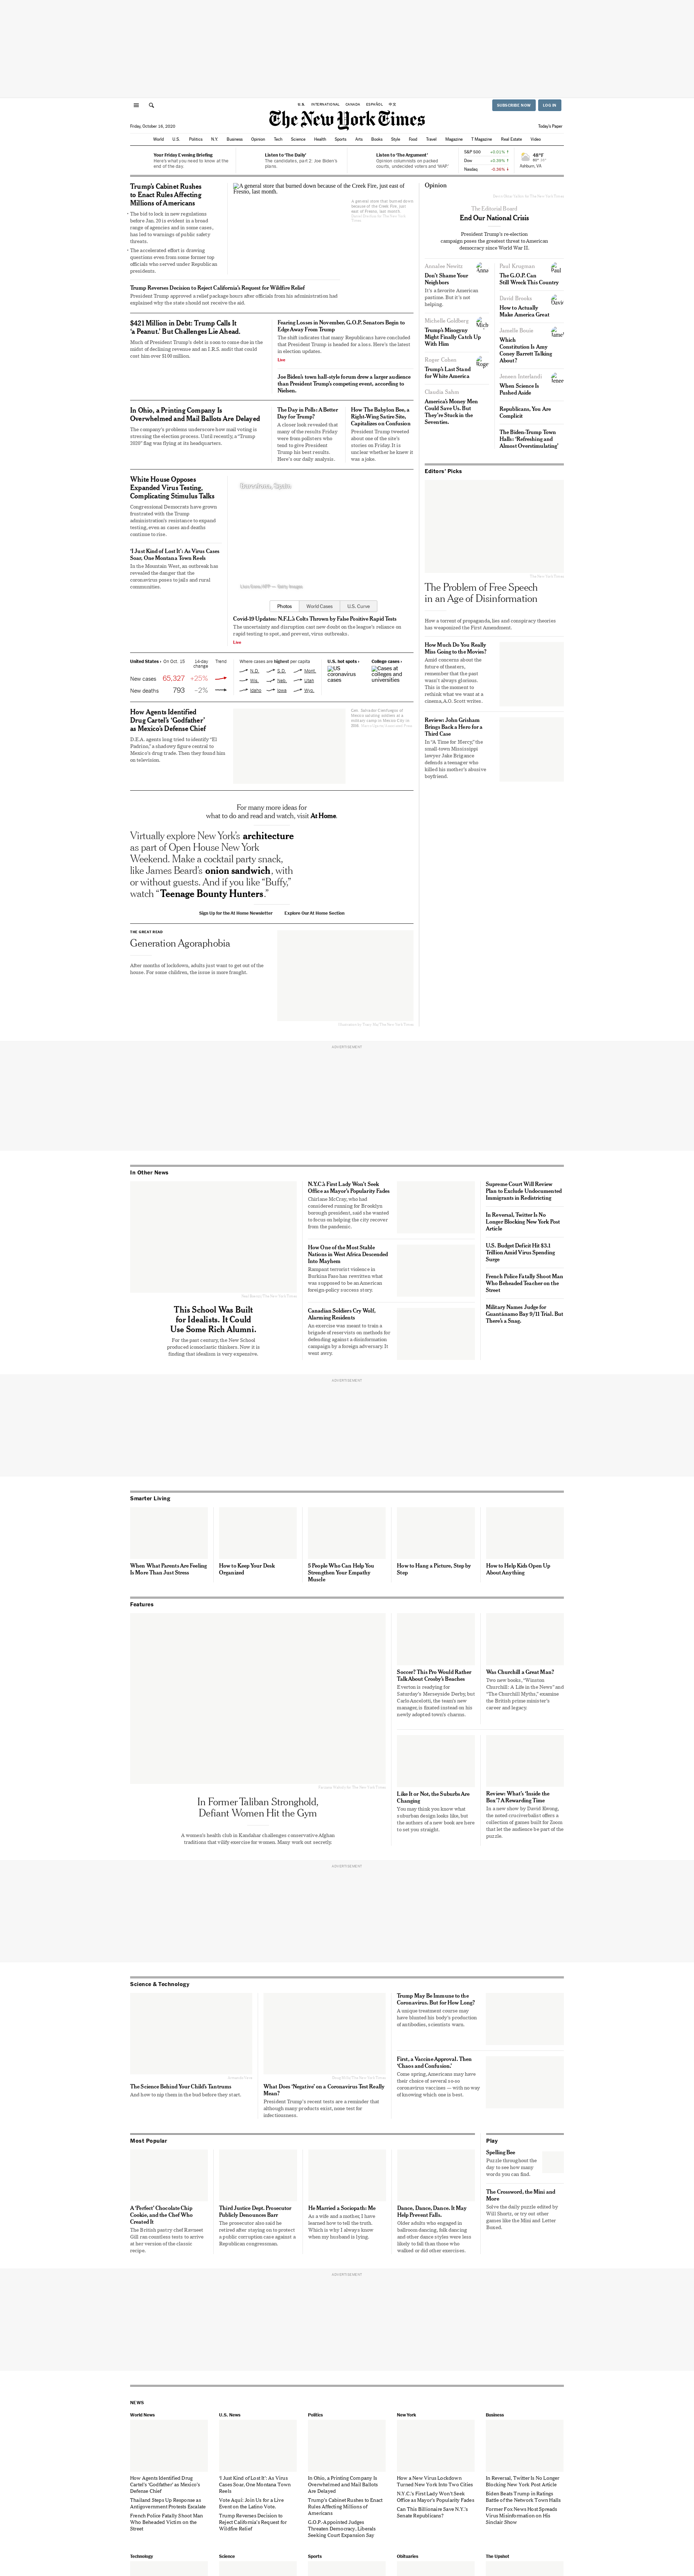 U.S. INTERNATIONAL CANADA ESPAÑOL 中文
SUBSCRIBE NOW LOG IN
The New York Times
Friday, October 16, 2020
Today's Paper
World U.S. Politics N.Y. Business Opinion Tech Science Health Sports Arts Books Style Food Travel Magazine T Magazine Real Estate Video
Your Friday Evening Briefing
Here's what you need to know at the end of the day.
Listen to 'The Daily'
The candidates, part 2: Joe Biden's plans.
Listen to 'The Argument'
Opinion columnists on packed courts, undecided voters and 'WAP.'
Ashburn, VA
Trump's Cabinet Rushes
to Enact Rules Affecting
Millions of Americans
The bid to lock in new regulations
before Jan. 20 is evident in a broad
range of agencies and in some cases,
has led to warnings of public safety
threats.
The accelerated effort is drawing
questions even from some former top
officials who served under Republican
presidents.
A general store that burned down because of the Creek Fire, just east of
Fresno, last month.
A general store that burned down
because of the Creek Fire, just
east of Fresno, last month.
Trump Reverses Decision to Reject California's Request for Wildfire Relief
President Trump approved a relief package hours after officials from his administration had
explained why the state should not receive the aid.
$421 Million in Debt: Trump Calls It
'a Peanut,' But Challenges Lie Ahead.
Much of President Trump's debt is soon to come due in the
midst of declining revenue and an I.R.S. audit that could
cost him over $100 million.
Fearing Losses in November, G.O.P. Senators Begin to
Edge Away From Trump
The shift indicates that many Republicans have concluded
that President Trump is headed for a loss. Here's the latest
in election updates.
Live
Joe Biden's town hall-style forum drew a larger audience
than President Trump's competing event, according to
Nielsen.
In Ohio, a Printing Company Is
Overwhelmed and Mail Ballots Are Delayed
The company's problems underscore how mail voting is
stressing the election process. Until recently, a "Trump
2020" flag was flying at its headquarters.
The Day in Polls: A Better
Day for Trump?
A closer look revealed that
many of the results Friday
were from pollsters who
tend to give President
Trump his best results.
Here's our daily analysis.
How The Babylon Bee, a
Right-Wing Satire Site,
Capitalizes on Confusion
President Trump tweeted
about one of the site's
stories on Friday. It is
unclear whether he knew it
was a joke.
White House Opposes
Expanded Virus Testing,
Complicating Stimulus Talks
Congressional Democrats have grown
frustrated with the Trump
administration's resistance to expand
testing, even as cases and deaths
continue to rise.
'I Just Kind of Lost It': As Virus Cases
Soar, One Montana Town Reels
In the Mountain West, an outbreak has
revealed the danger that the
coronavirus poses to jails and rural
communities.
Barcelona, Spain
Photos World Cases U.S. Curve
Covid-19 Updates: N.F.L.'s Colts Thrown by False Positive Rapid Tests
The uncertainty and disruption cast new doubt on the league's reliance on
rapid testing to spot, and prevent, virus outbreaks.
Live
United States › On Oct. 15 14-day change Trend
New cases 65,327 +25%
New deaths 793 –2%
Where cases are highest per capita
N.D. S.D. Mont.
Wis. Neb. Utah
Idaho Iowa Wyo.
U.S. hot spots ›
US coronavirus cases
College cases ›
Cases at colleges and universities
How Agents Identified
Drug Cartel's 'Godfather'
as Mexico's Defense Chief
D.E.A. agents long tried to identify "El
Padrino," a shadowy figure central to
Mexico's drug trade. Then they found him
on television.
For many more ideas for
what to do and read and watch, visit At Home.
Virtually explore New York's architecture
as part of Open House New York
Weekend. Make a cocktail party snack,
like James Beard's onion sandwich, with
or without guests. And if you like "Buffy,"
watch "Teenage Bounty Hunters."
Sign Up for the At Home Newsletter Explore Our At Home Section
THE GREAT READ
Generation Agoraphobia
After months of lockdown, adults just want to get out of the
house. For some children, the issue is more fraught.
Opinion
The Editorial Board
End Our National Crisis
President Trump's re-election
campaign poses the greatest threat to American
democracy since World War II.
Annalee Newitz
Don't Shame Your
Neighbors
It's a favorite American
pastime. But it's not
helping.
Michelle Goldberg
Trump's Misogyny
Might Finally Catch Up
With Him
Roger Cohen
Trump's Last Stand
for White America
Claudia Sahm
America's Money Men
Could Save Us. But
They're Stuck in the
Seventies.
Paul Krugman
The G.O.P. Can
Still Wreck This Country
David Brooks
How to Actually
Make America Great
Jamelle Bouie
Which
Constitution Is Amy
Coney Barrett Talking
About?
Jeneen Interlandi
When Science Is
Pushed Aside
Republicans, You Are
Complicit
The Biden-Trump Town
Halls: 'Refreshing and
Almost Overstimulating'
Editors' Picks
The Problem of Free Speech
in an Age of Disinformation
How a torrent of propaganda, lies and conspiracy theories
has weaponized the First Amendment.
How Much Do You Really
Miss Going to the Movies?
Amid concerns about the
future of theaters,
remember that the past
wasn't always glorious.
This is the moment to
rethink what we want at a
cinema, A.O. Scott writes.
Review: John Grisham
Brings Back a Hero for a
Third Case
In "A Time for Mercy," the
small-town Mississippi
lawyer Jake Brigance
defends a teenager who
killed his mother's abusive
boyfriend.
ADVERTISEMENT
In Other News
This School Was Built
for Idealists. It Could
Use Some Rich Alumni.
For the past century, the New School
produced iconoclastic thinkers. Now it is
finding that idealism is very expensive.
N.Y.C.'s First Lady Won't Seek
Office as Mayor's Popularity Fades
Chirlane McCray, who had
considered running for Brooklyn
borough president, said she wanted
to focus on helping the city recover
from the pandemic.
How One of the Most Stable
Nations in West Africa Descended
Into Mayhem
Rampant terrorist violence in
Burkina Faso has rewritten what
was supposed to be an American
foreign-policy success story.
Canadian Soldiers Cry Wolf,
Alarming Residents
An exercise was meant to train a
brigade of reservists on methods for
defending against a disinformation
campaign by a foreign adversary. It
went awry.
Supreme Court Will Review
Plan to Exclude Undocumented
Immigrants in Redistricting
In Reversal, Twitter Is No
Longer Blocking New York Post
Article
U.S. Budget Deficit Hit $3.1
Trillion Amid Virus Spending
Surge
French Police Fatally Shoot Man
Who Beheaded Teacher on the
Street
Military Names Judge for
Guantánamo Bay 9/11 Trial. But
There's a Snag.
ADVERTISEMENT
Smarter Living
When What Parents Are Feeling
Is More Than Just Stress
How to Keep Your Desk
Organized
5 People Who Can Help You
Strengthen Your Empathy
Muscle
How to Hang a Picture, Step by
Step
How to Help Kids Open Up
About Anything
Features
In Former Taliban Stronghold,
Defiant Women Hit the Gym
A women's health club in Kandahar challenges conservative Afghan
traditions that vilify exercise for women. Many work out secretly.
Soccer? This Pro Would Rather
Talk About Crosby's Beaches
Everton is readying for
Saturday's Merseyside Derby, but
Carlo Ancelotti, the team's new
manager, is fixated instead on his
newly adopted town's charms.
Was Churchill a Great Man?
Two new books, "Winston
Churchill: A Life in the News" and
"The Churchill Myths," examine
the British prime minister's
career and legacy.
Like It or Not, the Suburbs Are
Changing
You may think you know what
suburban design looks like, but
the authors of a new book are here
to set you straight.
Review: What's 'Inside the
Box'? A Rewarding Time
In a new show by David Kwong,
the noted cruciverbalist offers a
collection of games built for Zoom
that let the audience be part of the
puzzle.
ADVERTISEMENT
Science & Technology
The Science Behind Your Child's Tantrums
And how to nip them in the bud before they start.
What Does 'Negative' on a Coronavirus Test Really
Mean?
President Trump's recent tests are a reminder that
although many products exist, none test for
infectiousness.
Trump May Be Immune to the
Coronavirus. But for How Long?
A unique treatment course may
have blunted his body's production
of antibodies, scientists warn.
First, a Vaccine Approval. Then
'Chaos and Confusion.'
Come spring, Americans may have
their choice of several so-so
coronavirus vaccines — with no way
of knowing which one is best.
Most Popular
A 'Perfect' Chocolate Chip
Cookie, and the Chef Who
Created It
The British pastry chef Ravneet
Gill ran countless tests to arrive
at her version of the classic
recipe.
Third Justice Dept. Prosecutor
Publicly Denounces Barr
The prosecutor also said he
retired after staying on to protect
a public corruption case against a
Republican congressman.
He Married a Sociopath: Me
As a wife and a mother, I have
learned how to tell the truth.
Which is why I always know
when my husband is lying.
Dance, Dance, Dance. It May
Help Prevent Falls.
Older adults who engaged in
ballroom dancing, folk dancing
and other dance styles were less
likely to fall than those who
walked or did other exercises.
Play
Spelling Bee
Puzzle throughout the
day to see how many
words you can find.
The Crossword, the Mini and
More
Solve the daily puzzle edited by
Will Shortz, or try out other
games like the Mini and Letter
Boxed.
ADVERTISEMENT
NEWS
World News U.S. News Politics New York Business
How Agents Identified
Drug Cartel's 'Godfather' as Mexico's
Defense Chief
Thailand Steps Up Response as
Antigovernment Protests Escalate
French Police Fatally Shoot Man
Who Beheaded Victim on the
Street
'I Just Kind of Lost It': As Virus
Cases Soar, One Montana Town
Reels
Vote Aquí: Join Us for a Live
Event on the Latino Vote.
Trump Reverses Decision to
Reject California's Request for
Wildfire Relief
In Ohio, a Printing Company Is
Overwhelmed and Mail Ballots
Are Delayed
Trump's Cabinet Rushes to Enact
Rules Affecting Millions of
Americans
G.O.P.-Appointed Judges
Threaten Democracy, Liberals
Seeking Court Expansion Say
How a New Virus Lockdown
Turned New York Into Two Cities
N.Y.C.'s First Lady Won't Seek
Office as Mayor's Popularity Fades
Can This Billionaire Save N.Y.'s
Senate Republicans?
In Reversal, Twitter Is No Longer
Blocking New York Post Article
Biden Beats Trump in Ratings
Battle of the Network Town Halls
Former Fox News Host Spreads
Virus Misinformation on His
Sinclair Show
Technology Science Sports Obituaries The Upshot